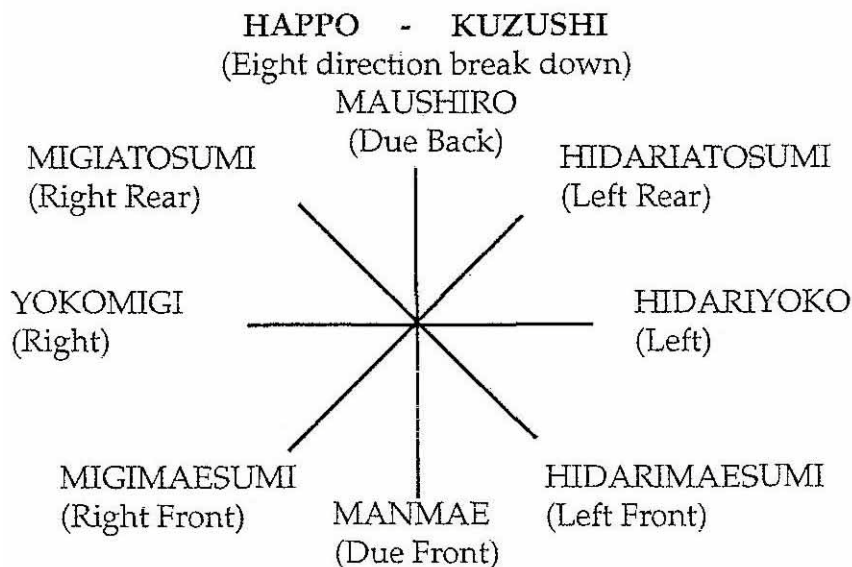 HAPPO - KUZUSHI
(Eight direction break down)
MAUSHIRO
(Due Back)
MIGIATOSUMI
(Right Rear)
HIDARIATOSUMI
(Left Rear)
YOKOMIGI
(Right)
HIDARIYOKO
(Left)
MIGIMAESUMI
(Right Front)
MANMAE
(Due Front)
HIDARIMAESUMI
(Left Front)